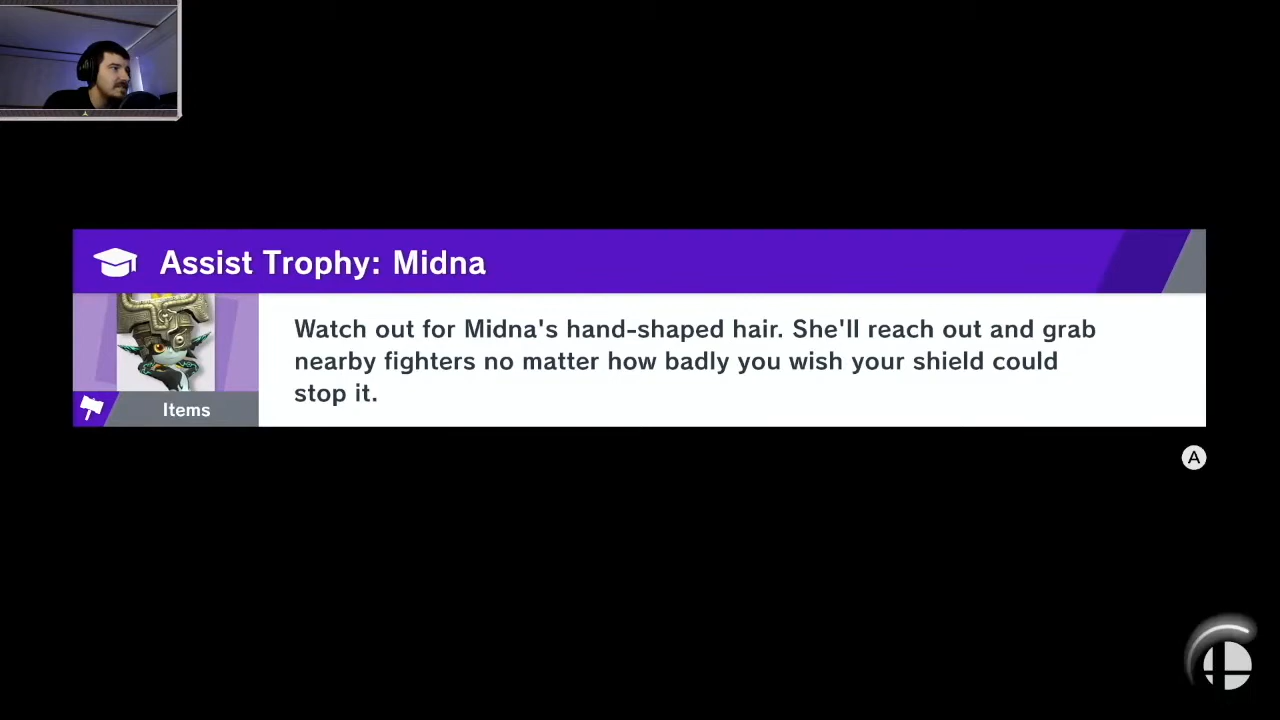 Assist Trophy: Midna
Watch out for Midna's hand-shaped hair. She'll reach out and grab
nearby fighters no matter how badly you wish your shield could
stop it.
Items
A